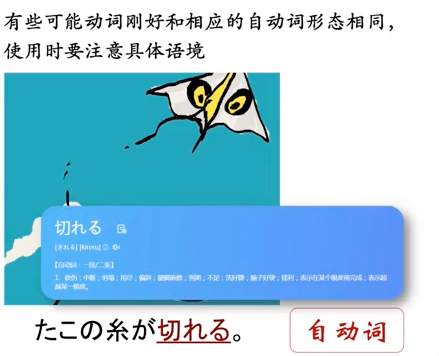 有些可能动词刚好和相应的自动词形态相同，
使用时要注意具体语境
切れる
[きれる] [kireru] ②
【自动词・一段/二类】
たこの糸が切れる。
自动词